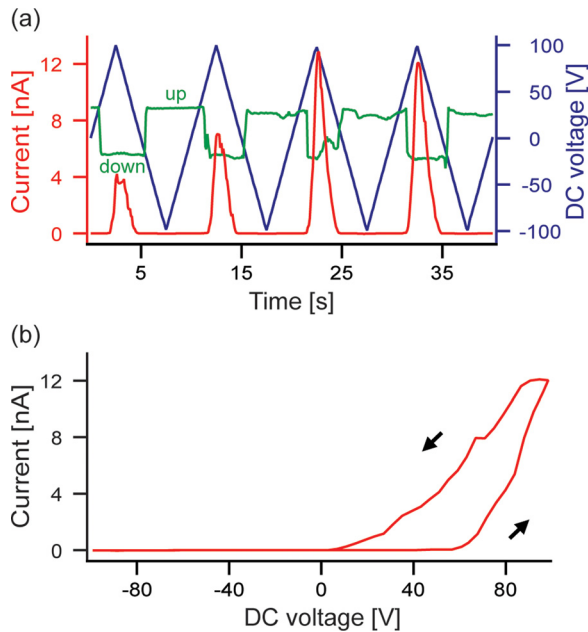 (a)
Current [nA]
12
8
4
0
up
down
100
50
0
-50
-100
DC voltage [V]
5 15 25 35
Time [s]
(b)
Current [nA]
12
8
4
0
-80 -40 0 40 80
DC voltage [V]